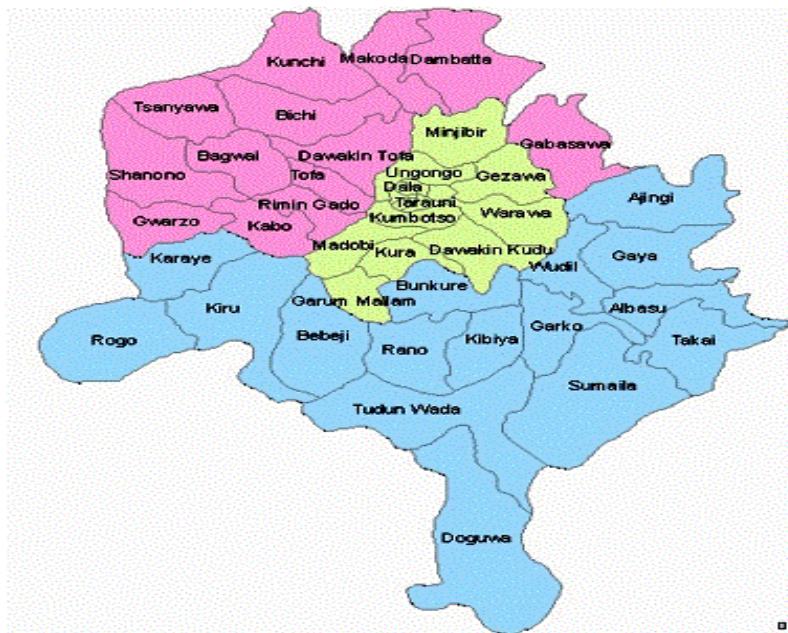 Kunchi
Makoda
Dambatta
Tsanyawa
Bichi
Minjibir
Gabasawa
Bagwai
Dawakin Tofa
Shanono
Tofa
Ungongo
Gezawa
Dala
Ajingi
Rimin Gado
Tarauni
Gwarzo
Kabo
Kumbotso
Warawa
Madobi
Kura
Dawakin Kudu
Karaye
Wudil
Gaya
Bunkure
Kiru
Garum Mallam
Albasu
Rogo
Bebeji
Rano
Kibiya
Garko
Takai
Sumaila
Tudun Wada
Doguwa